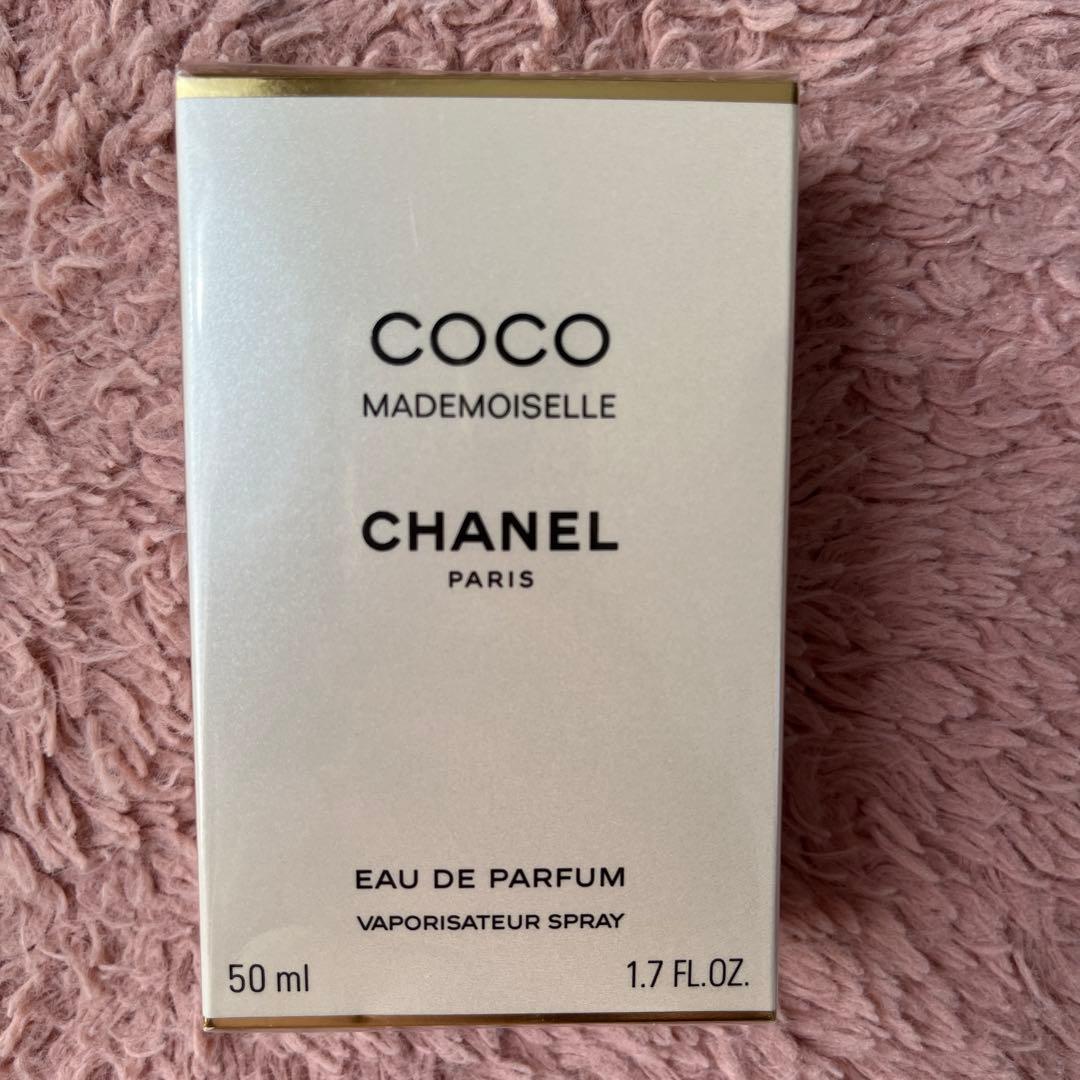 COCO
MADEMOISELLE
CHANEL
PARIS
EAU DE PARFUM
VAPORISATEUR SPRAY
50 ml 1.7 FL.OZ.